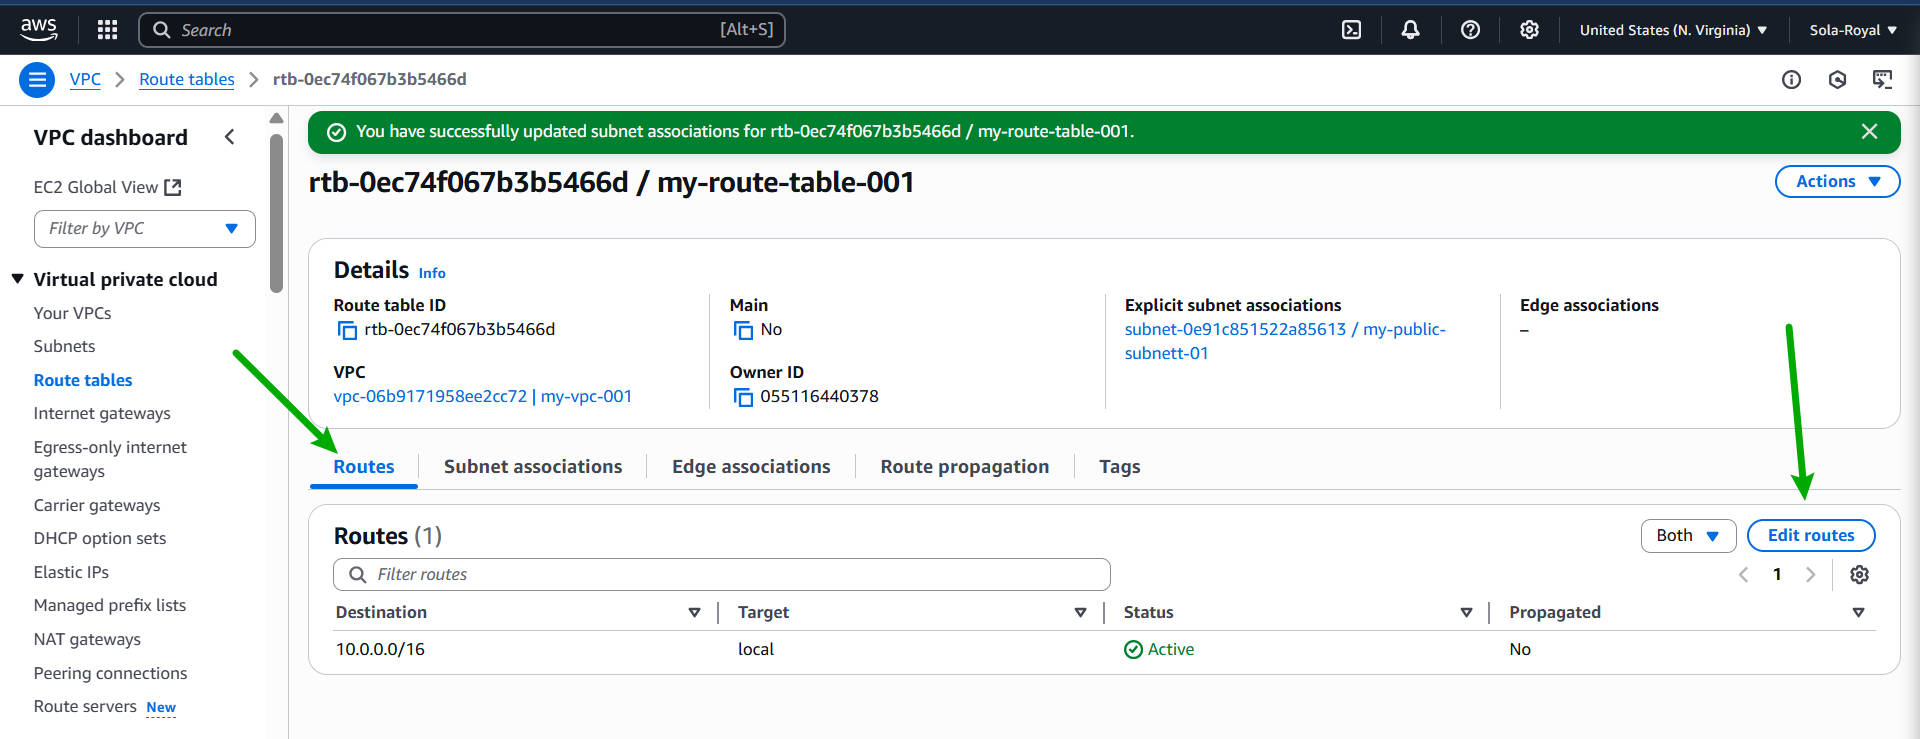 aws
Search [Alt+S]
United States (N. Virginia)
Sola-Royal
VPC
Route tables
rtb-0ec74f067b3b5466d
VPC dashboard
EC2 Global View
Filter by VPC
Virtual private cloud
Your VPCs
Subnets
Route tables
Internet gateways
Egress-only internet
gateways
Carrier gateways
DHCP option sets
Elastic IPs
Managed prefix lists
NAT gateways
Peering connections
Route servers New
You have successfully updated subnet associations for rtb-0ec74f067b3b5466d / my-route-table-001.
rtb-0ec74f067b3b5466d / my-route-table-001
Actions
Details Info
Route table ID
rtb-0ec74f067b3b5466d
Main
No
Explicit subnet associations
subnet-0e91c851522a85613 / my-public-
subnett-01
Edge associations
–
VPC
vpc-06b9171958ee2cc72 | my-vpc-001
Owner ID
055116440378
Routes
Subnet associations
Edge associations
Route propagation
Tags
Routes (1)
Both
Edit routes
Filter routes
1
Destination Target Status Propagated
10.0.0.0/16 local Active No